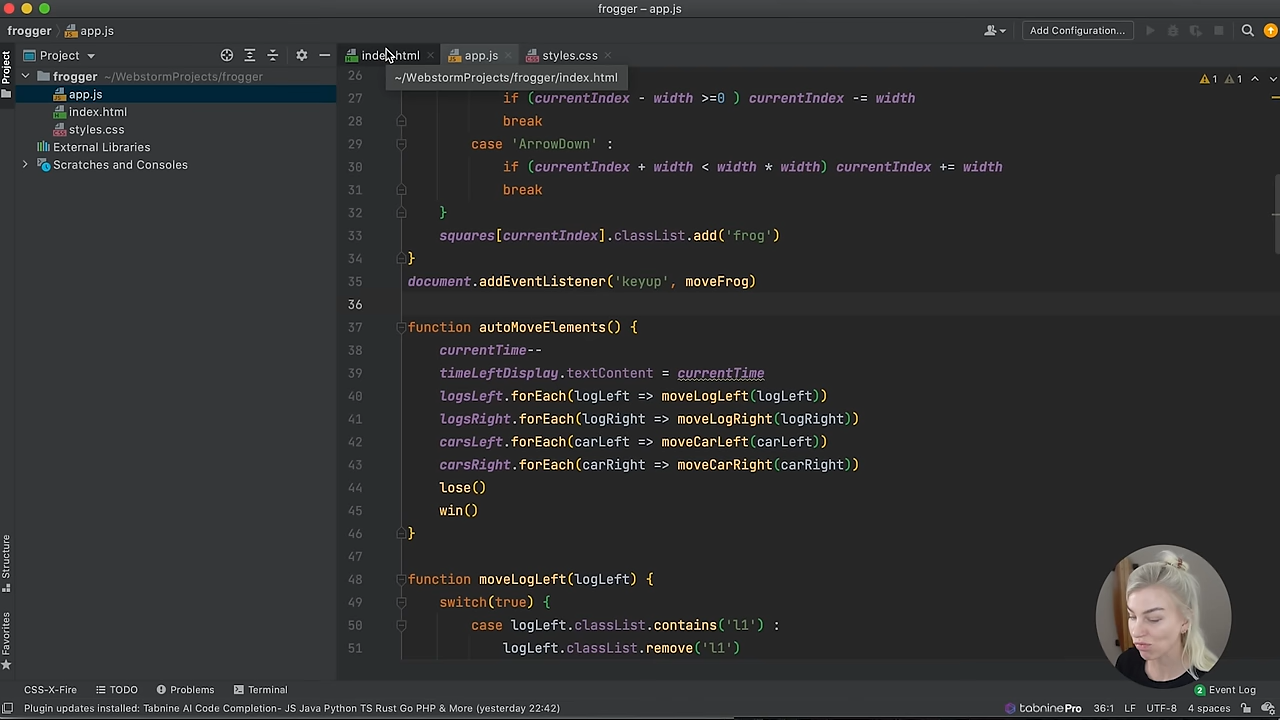 frogger – app.js
frogger
app.js
Add Configuration...
Project
Project
index.html
app.js
styles.css
~/WebstormProjects/frogger/index.html
frogger ~/WebstormProjects/frogger
app.js
index.html
styles.css
External Libraries
Scratches and Consoles
1
1
26
27 if (currentIndex - width >=0 ) currentIndex -= width
28 break
29 case 'ArrowDown' :
30 if (currentIndex + width < width * width) currentIndex += width
31 break
32 }
33 squares[currentIndex].classList.add('frog')
34 }
35 document.addEventListener('keyup', moveFrog)
36
37 function autoMoveElements() {
38 currentTime--
39 timeLeftDisplay.textContent = currentTime
40 logsLeft.forEach(logLeft => moveLogLeft(logLeft))
41 logsRight.forEach(logRight => moveLogRight(logRight))
42 carsLeft.forEach(carLeft => moveCarLeft(carLeft))
43 carsRight.forEach(carRight => moveCarRight(carRight))
44 lose()
45 win()
46 }
47
48 function moveLogLeft(logLeft) {
49 switch(true) {
50 case logLeft.classList.contains('l1') :
51 logLeft.classList.remove('l1')
Structure
Favorites
CSS-X-Fire
TODO
Problems
Terminal
2 Event Log
Plugin updates installed: Tabnine AI Code Completion- JS Java Python TS Rust Go PHP & More (yesterday 22:42)
tabninePro
36:1
LF
UTF-8
4 spaces